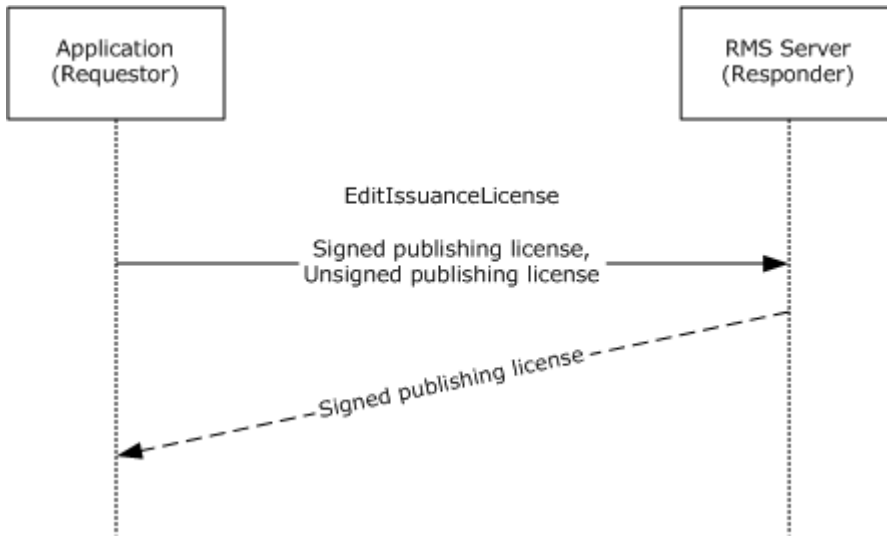 Application
(Requestor)
RMS Server
(Responder)
EditIssuanceLicense
Signed publishing license,
Unsigned publishing license
Signed publishing license